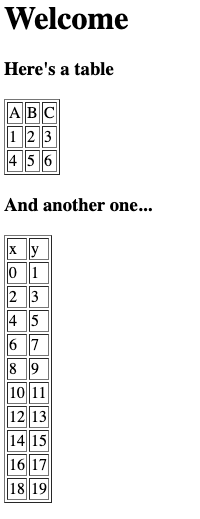 Welcome
Here's a table
A B C
1 2 3
4 5 6
And another one...
x y
0 1
2 3
4 5
6 7
8 9
10 11
12 13
14 15
16 17
18 19